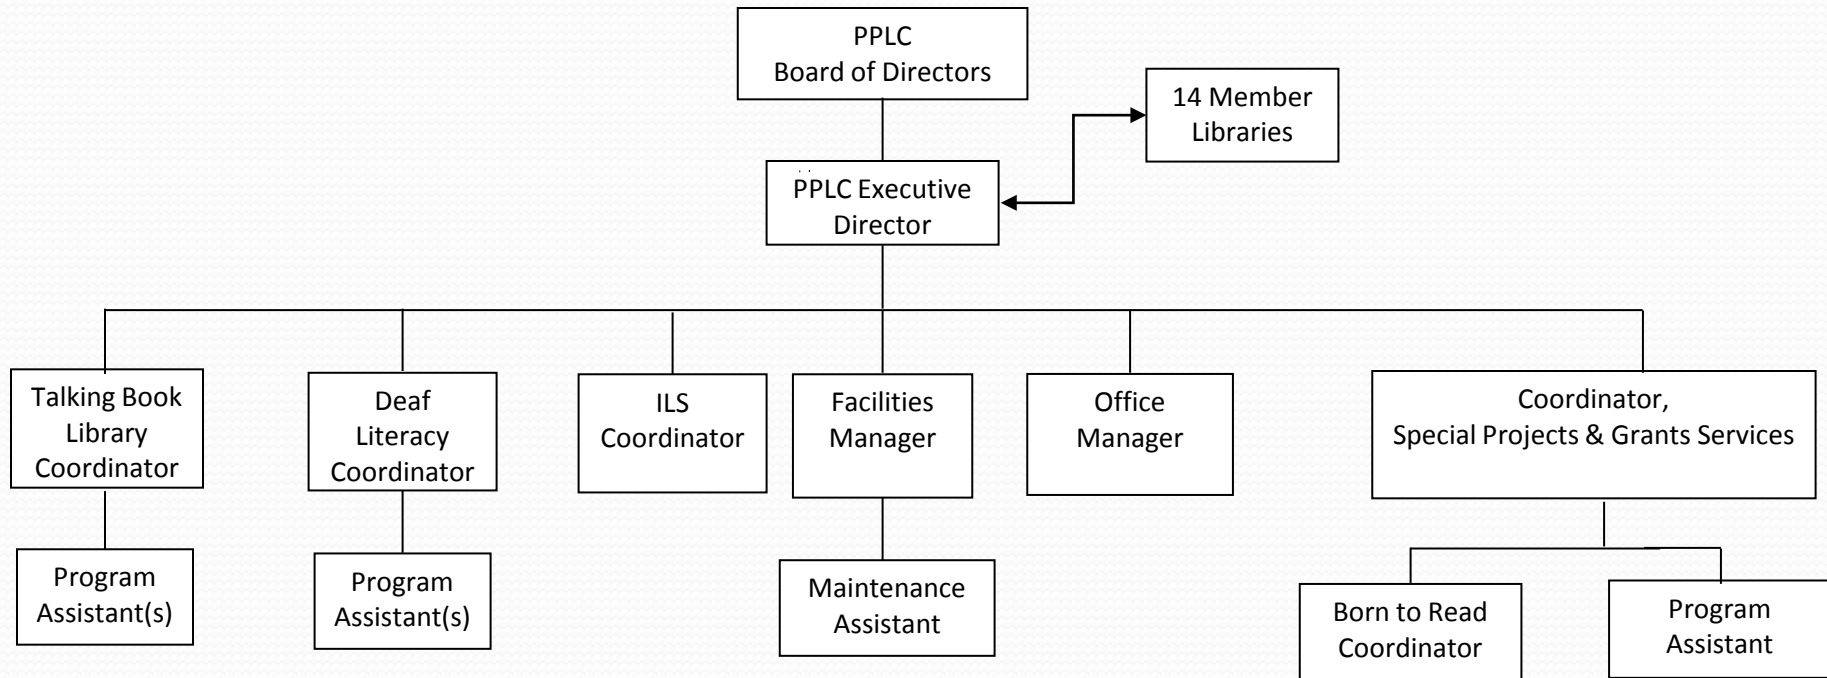 PPLC
Board of Directors
14 Member
Libraries
PPLC Executive
Director
Talking Book
Library
Coordinator
Deaf
Literacy
Coordinator
ILS
Coordinator
Facilities
Manager
Office
Manager
Coordinator,
Special Projects & Grants Services
Program
Assistant(s)
Program
Assistant(s)
Maintenance
Assistant
Born to Read
Coordinator
Program
Assistant